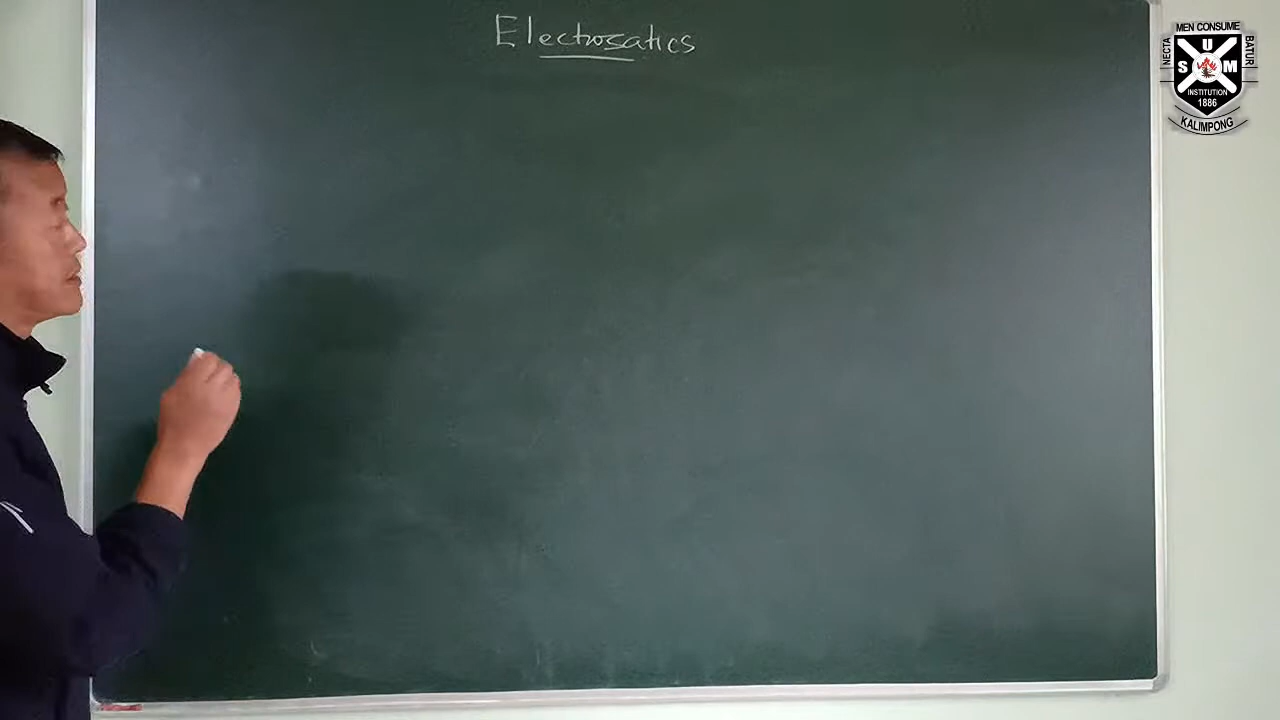 Electrosatics
MEN CONSUME
NECTA
BATUR
U
S M
INSTITUTION
1886
KALIMPONG